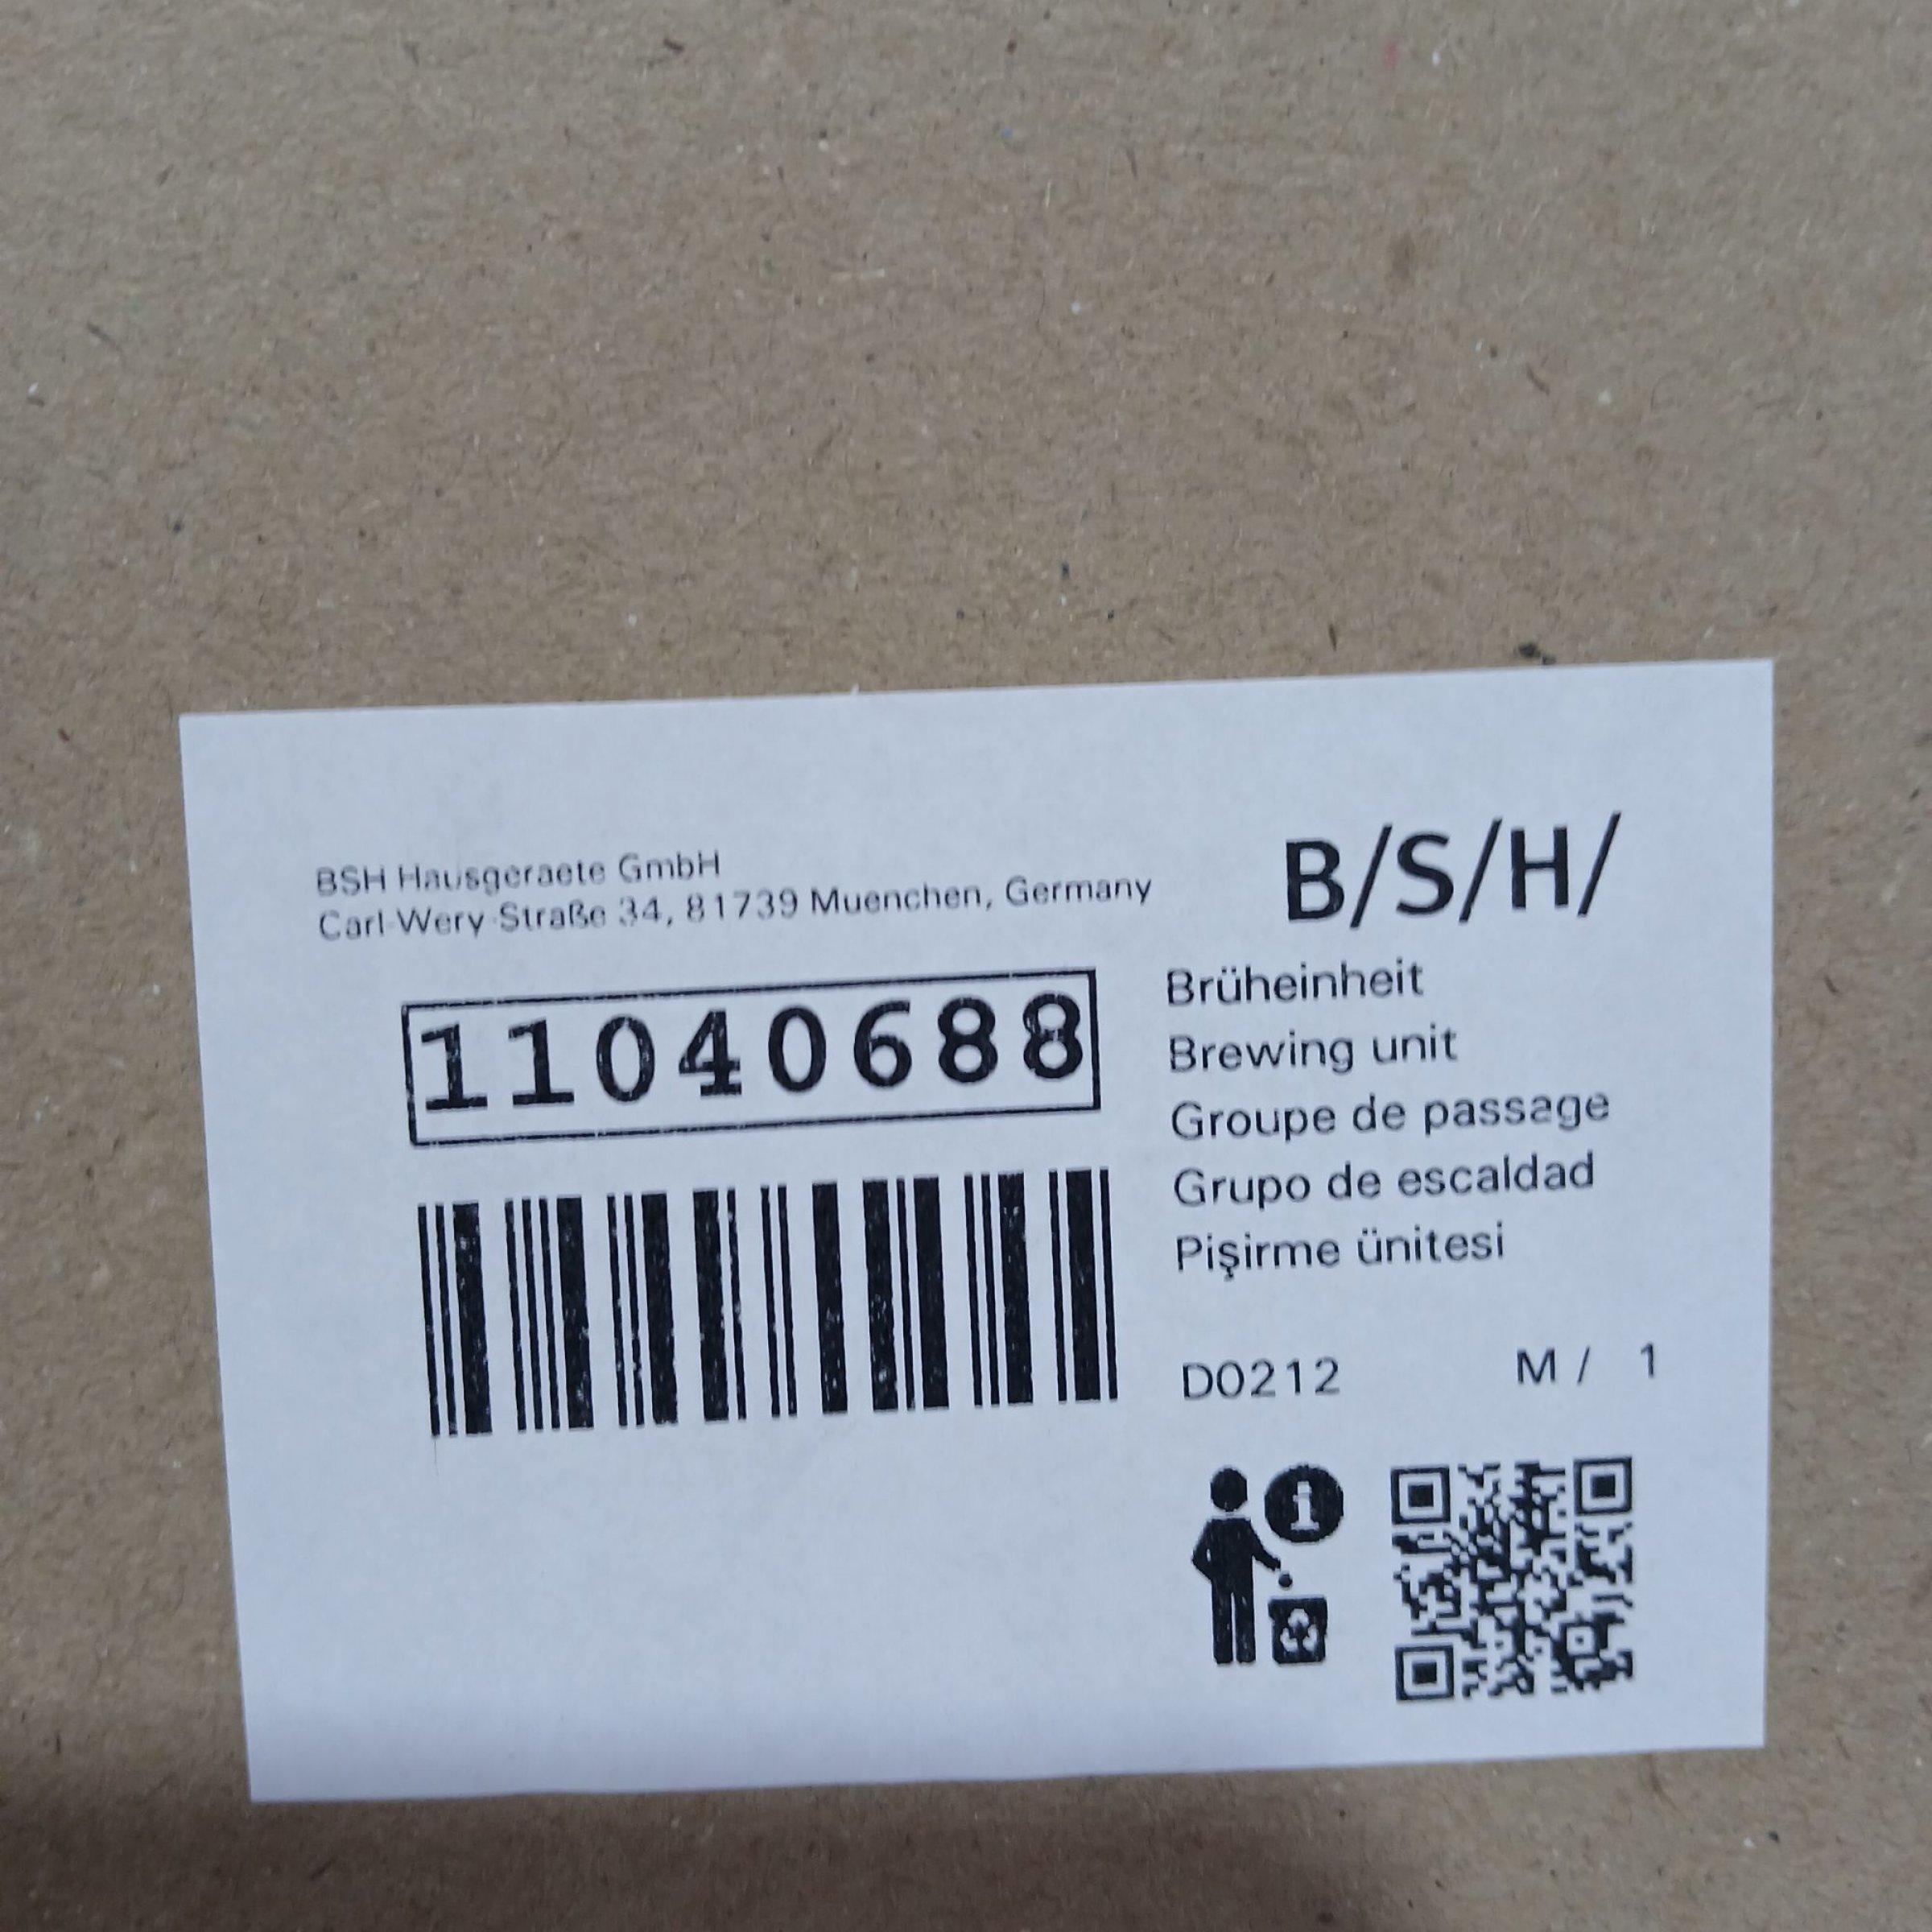 BSH Hausgeraete GmbH
Carl-Wery-Straße 34, 81739 Muenchen, Germany
B/S/H/
11040688
Brüheinheit
Brewing unit
Groupe de passage
Grupo de escaldad
Pişirme ünitesi
D0212 M / 1